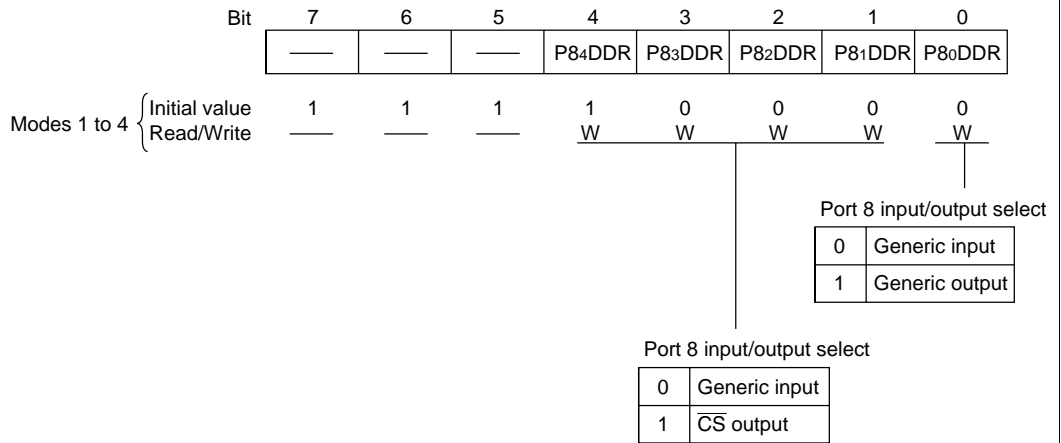 Bit 7 6 5 4 3 2 1 0
— — — P84DDR P83DDR P82DDR P81DDR P80DDR
Modes 1 to 4
Initial value 1 1 1 1 0 0 0 0
Read/Write — — — W W W W W
Port 8 input/output select
0 Generic input
1 Generic output
Port 8 input/output select
0 Generic input
1 C̅S̅ output